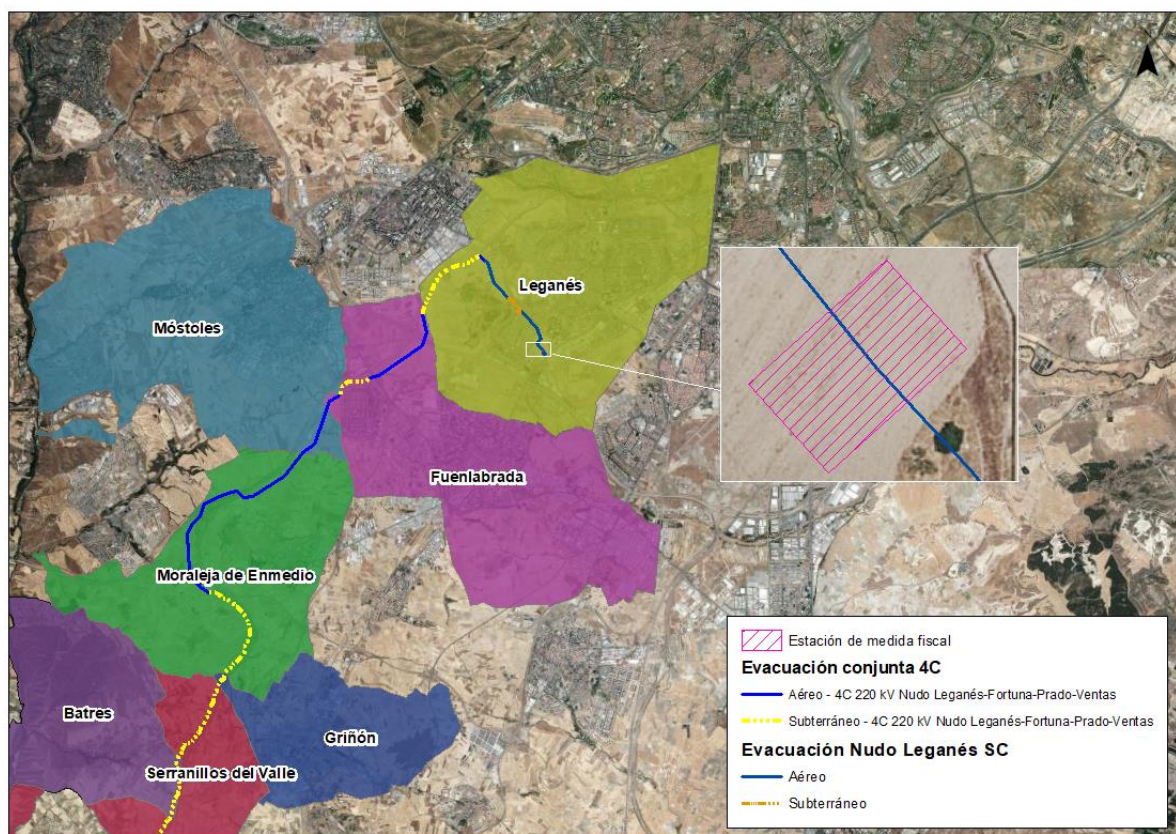 Leganés
Móstoles
Fuenlabrada
Moraleja de Enmedio
Batres
Griñón
Serranillos del Valle
Estación de medida fiscal
Evacuación conjunta 4C
Aéreo - 4C 220 kV Nudo Leganés-Fortuna-Prado-Ventas
Subterráneo - 4C 220 kV Nudo Leganés-Fortuna-Prado-Ventas
Evacuación Nudo Leganés SC
Aéreo
Subterráneo